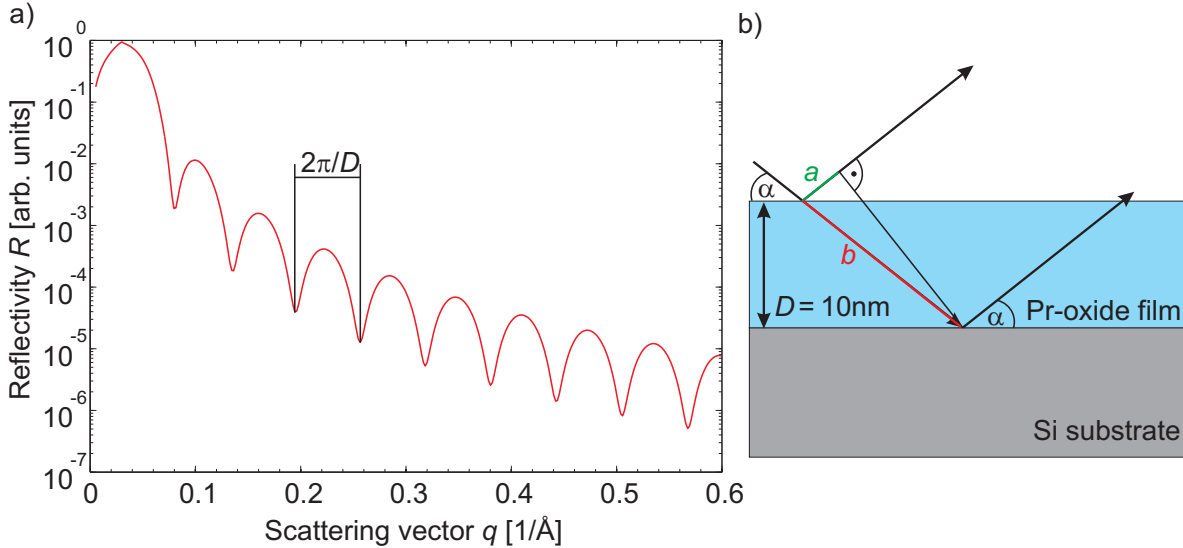 a)
Reflectivity R [arb. units]
10⁰
10⁻¹
10⁻²
10⁻³
10⁻⁴
10⁻⁵
10⁻⁶
10⁻⁷
2π/D
0 0.1 0.2 0.3 0.4 0.5 0.6
Scattering vector q [1/Å]
b)
a
α
b
D = 10nm
α
Pr-oxide film
Si substrate